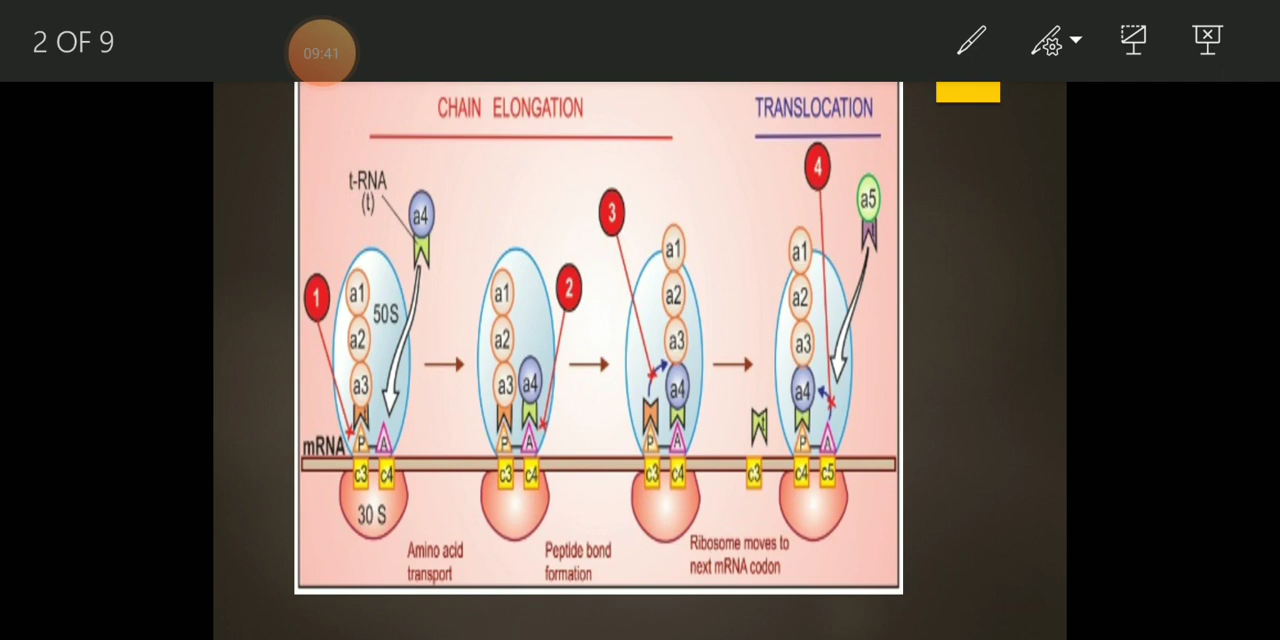 2 OF 9
09:41
CHAIN ELONGATION
TRANSLOCATION
t-RNA
(t)
a4
1
a1
50S
a2
a3
P
A
mRNA
c3
c4
30 S
Amino acid
transport
2
a1
a2
a3
a4
P
A
c3
c4
Peptide bond
formation
3
a1
a2
a3
a4
P
A
c3
c4
Ribosome moves to
next mRNA codon
4
a5
a1
a2
a3
a4
t
P
A
c3
c4
c5